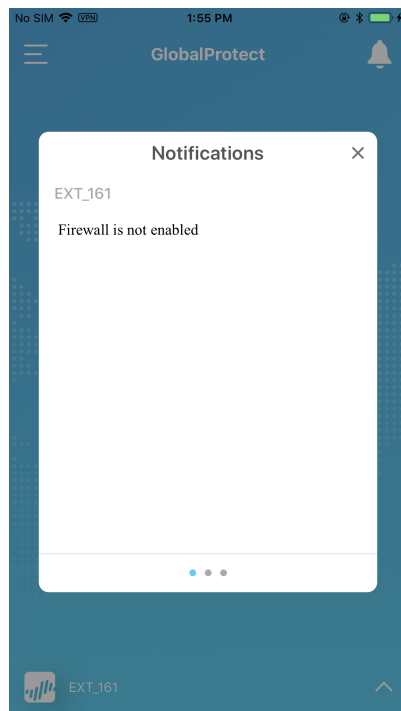 No SIM VPN 1:55 PM
GlobalProtect
Notifications
EXT_161
Firewall is not enabled
EXT_161